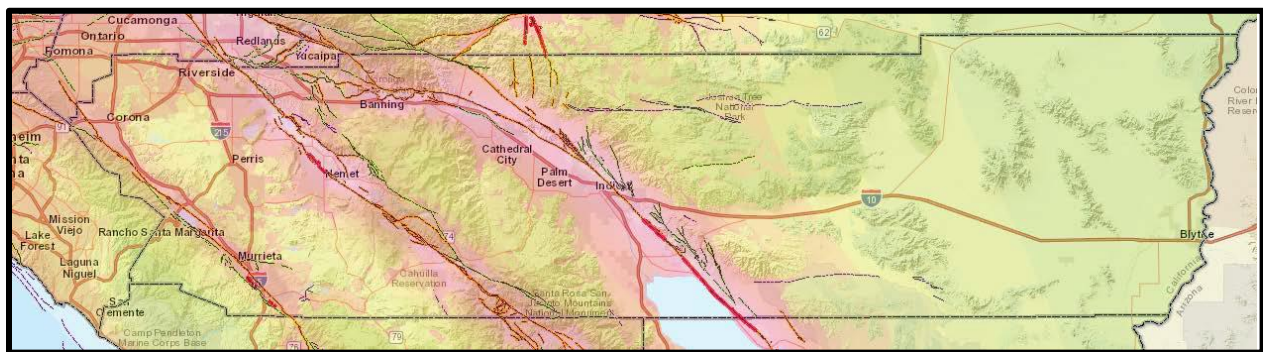 Cucamonga
Ontario
Redlands
62
Pomona
Yucaipa
Riverside
Banning
Joshua Tree
National
Park
Corona
91
215
Cathedral
City
Perris
Hemet
Palm
Desert
10
Mission
Viejo
Rancho Santa Margarita
74
Blythe
Lake
Forest
Laguna
Niguel
Murrieta
Cahuilla
Reservation
California
Arizona
Santa Rosa San
Jacinto Mountains
National Monument
San
Clemente
Camp Pendleton
Marine Corps Base
79
76